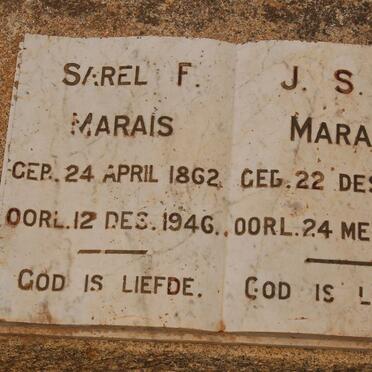 SAREL F.
MARAIS
GEB. 24 APRIL 1862
OORL. 12 DES. 1946.
GOD IS LIEFDE.
J. S.
MARA
GEB. 22 DES
OORL. 24 ME
GOD IS L